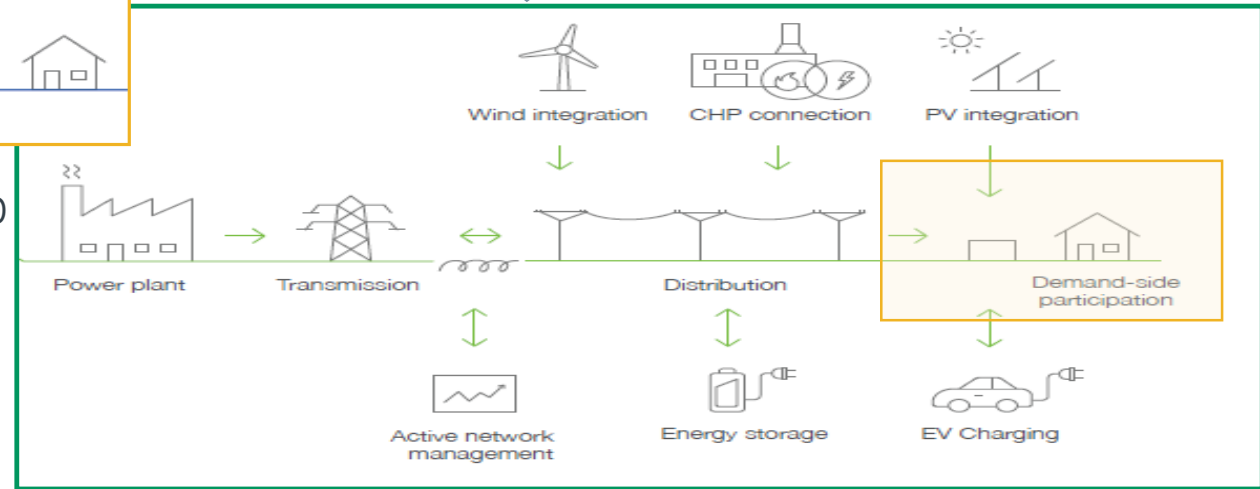 Wind integration
CHP connection
PV integration
Power plant
Transmission
Distribution
Demand-side
participation
Active network
management
Energy storage
EV Charging